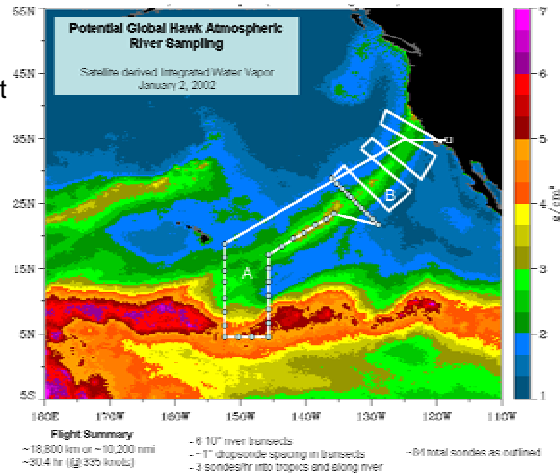 Potential Global Hawk Atmospheric
River Sampling
Satellite derived Integrated Water Vapor
January 2, 2002
t
55N
45N
35N
25N
15N
5N
5S
180E
170W
160W
150W
140W
130W
120W
110W
A
B
7
6
5
4
3
2
1
g/cm²
Flight Summary
~18,800 km or ~10,200 nmi
~30.4 hr (@ 335 knots)
- 6 10° river transects
- ~1° dropsonde spacing in transects
- 3 sondes/hr into tropics and along river
~84 total sondes as outlined